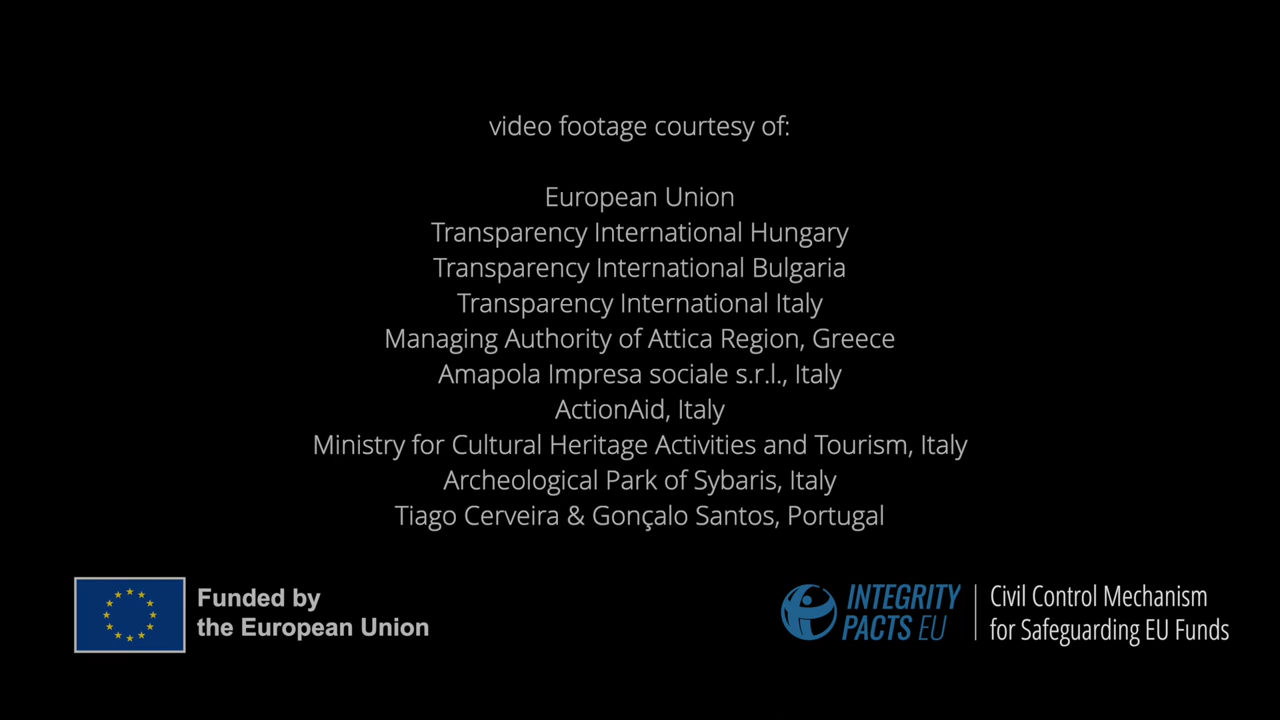 video footage courtesy of:
European Union
Transparency International Hungary
Transparency International Bulgaria
Transparency International Italy
Managing Authority of Attica Region, Greece
Amapola Impresa sociale s.r.l., Italy
ActionAid, Italy
Ministry for Cultural Heritage Activities and Tourism, Italy
Archeological Park of Sybaris, Italy
Tiago Cerveira & Gonçalo Santos, Portugal
Funded by
the European Union
INTEGRITY
PACTS EU
Civil Control Mechanism
for Safeguarding EU Funds